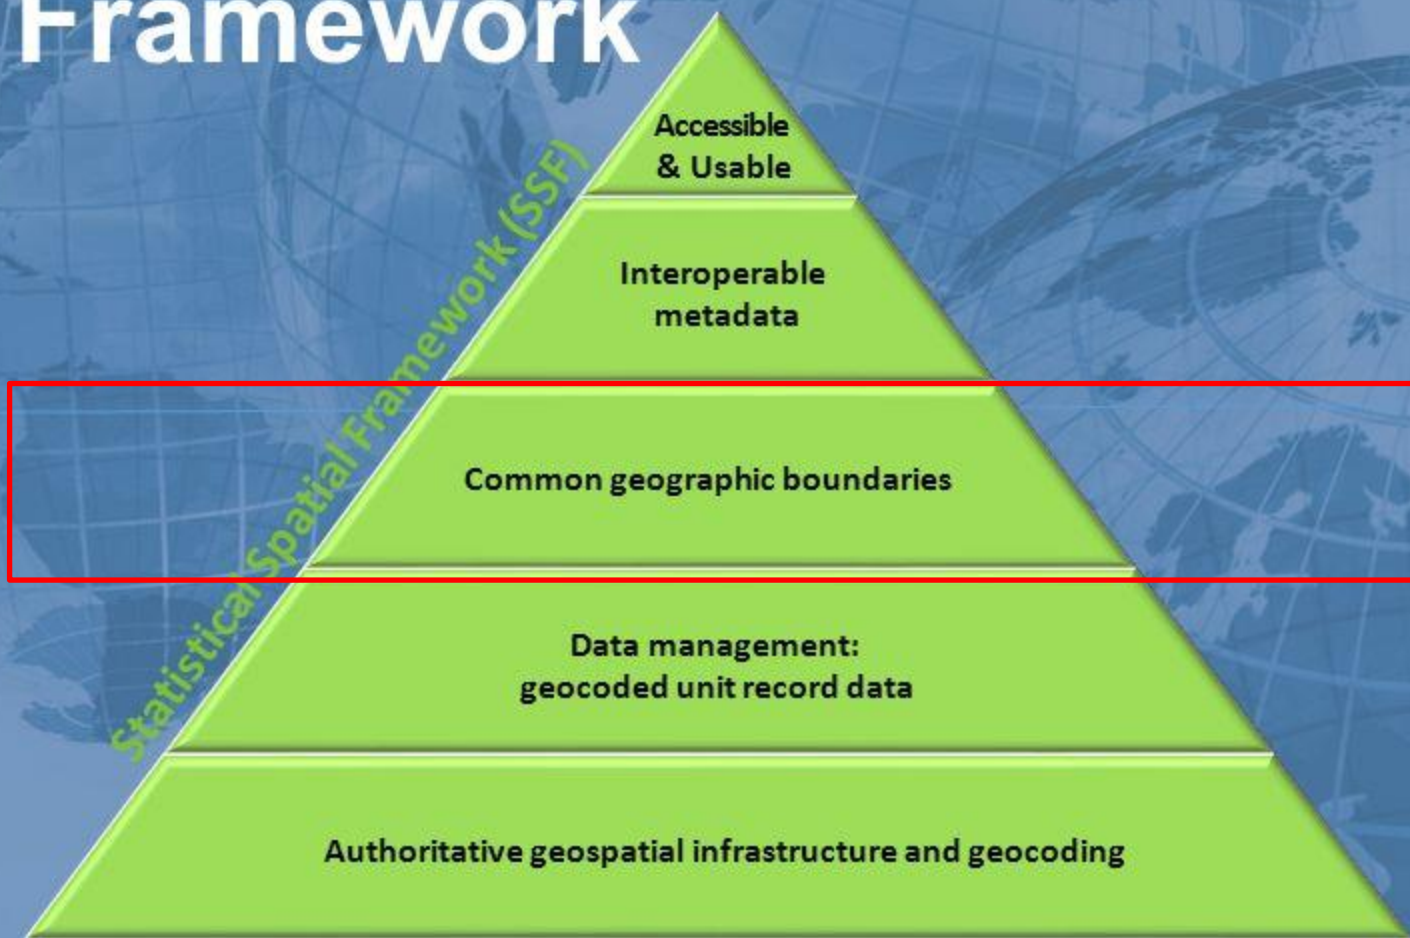 Framework
Statistical Spatial Framework (SSF)
Accessible
& Usable
Interoperable
metadata
Common geographic boundaries
Data management:
geocoded unit record data
Authoritative geospatial infrastructure and geocoding